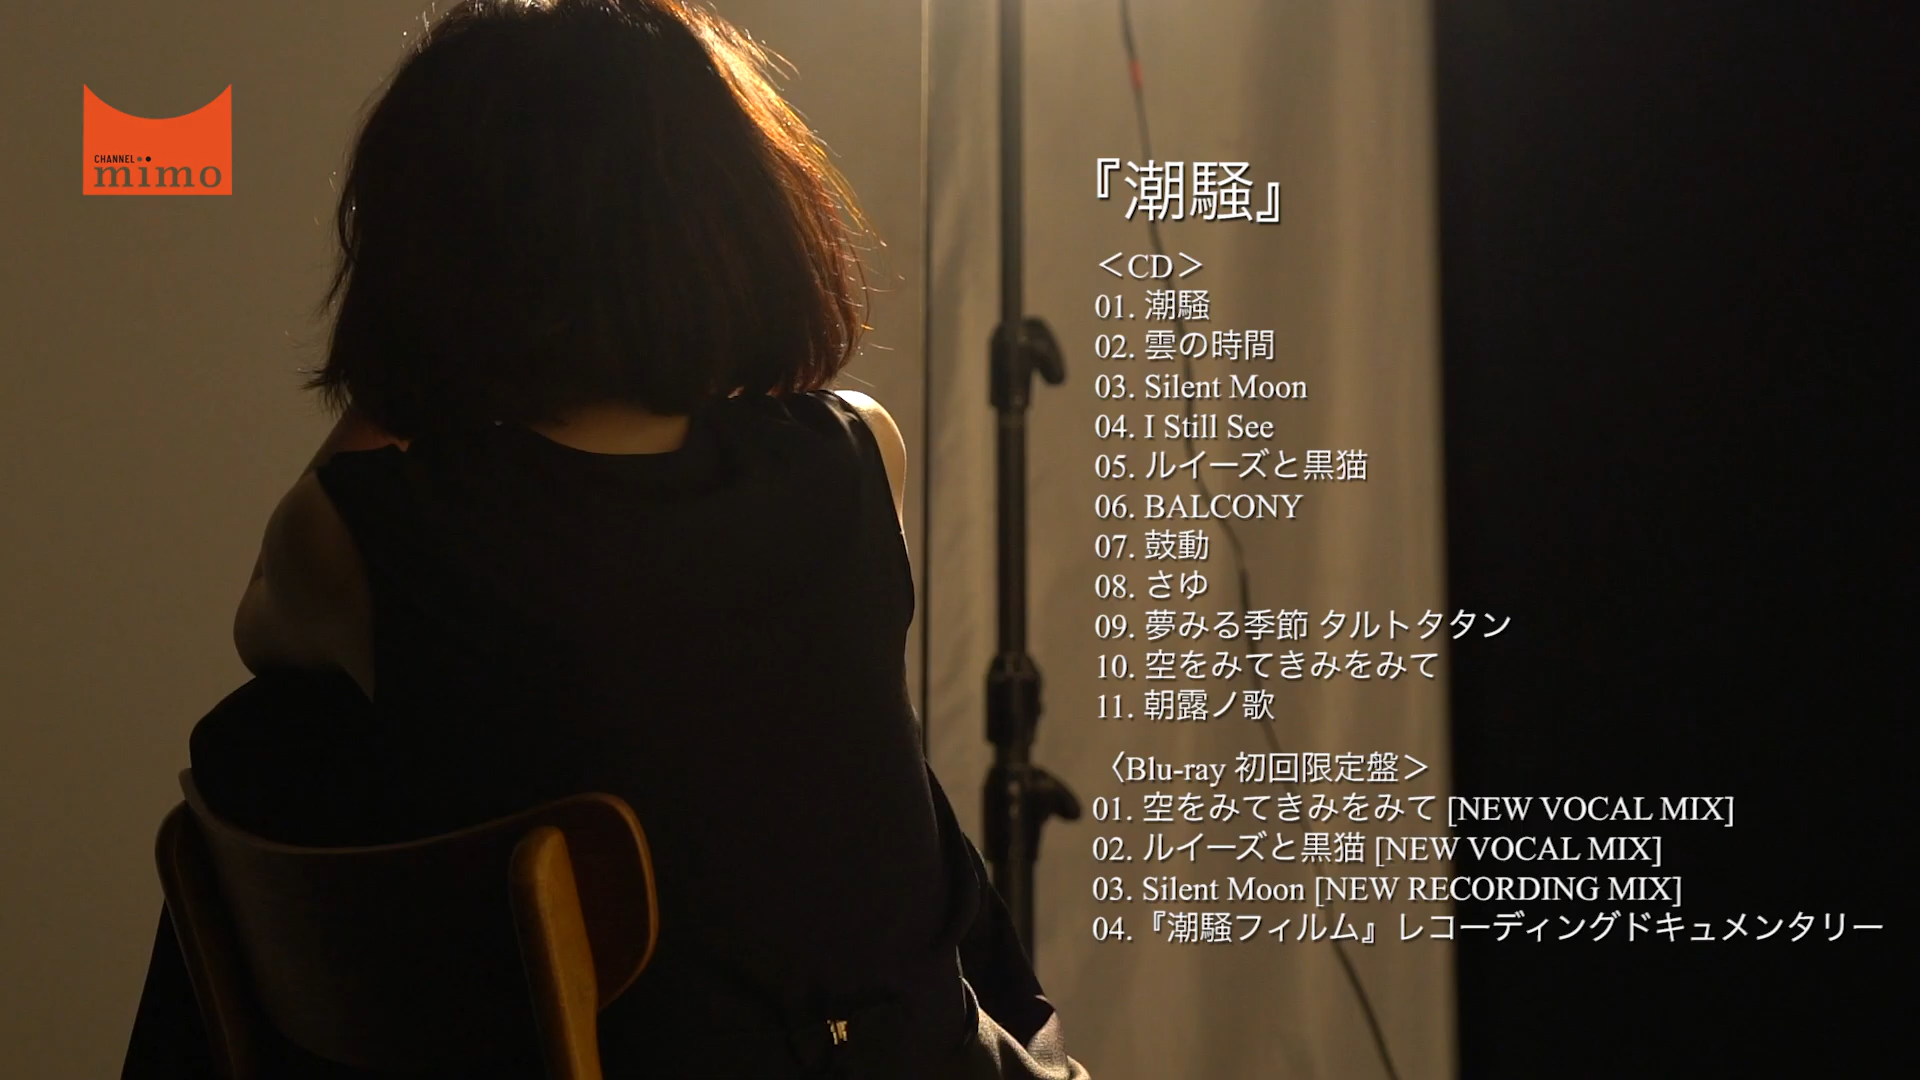 CHANNEL
mimo
『潮騒』
＜CD＞
01. 潮騒
02. 雲の時間
03. Silent Moon
04. I Still See
05. ルイーズと黒猫
06. BALCONY
07. 鼓動
08. さゆ
09. 夢みる季節 タルトタタン
10. 空をみてきみをみて
11. 朝露ノ歌
〈Blu-ray 初回限定盤＞
01. 空をみてきみをみて [NEW VOCAL MIX]
02. ルイーズと黒猫 [NEW VOCAL MIX]
03. Silent Moon [NEW RECORDING MIX]
04.『潮騒フィルム』レコーディングドキュメンタリー